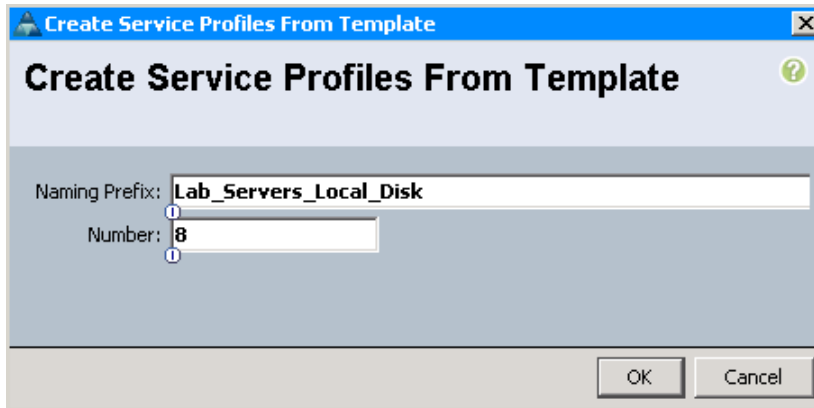 Create Service Profiles From Template
Create Service Profiles From Template
Naming Prefix: Lab_Servers_Local_Disk
Number: 8
OK Cancel